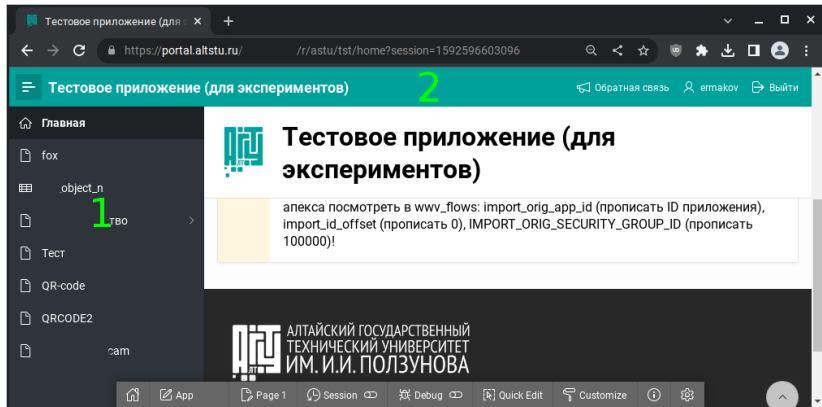 Тестовое приложение (для
https://portal.altstu.ru/ /r/astu/tst/home?session=1592596603096
Тестовое приложение (для экспериментов) 2 Обратная связь ermakov Выйти
Главная
fox
_object_n
1 тво
Тест
QR-code
QRCODE2
cam
Тестовое приложение (для
экспериментов)
апекса посмотреть в wwv_flows: import_orig_app_id (прописать ID приложения),
import_id_offset (прописать 0), IMPORT_ORIG_SECURITY_GROUP_ID (прописать
100000)!
АлтГТУ АЛТАЙСКИЙ ГОСУДАРСТВЕННЫЙ
ТЕХНИЧЕСКИЙ УНИВЕРСИТЕТ
ИМ. И.И. ПОЛЗУНОВА
App Page 1 Session Debug Quick Edit Customize